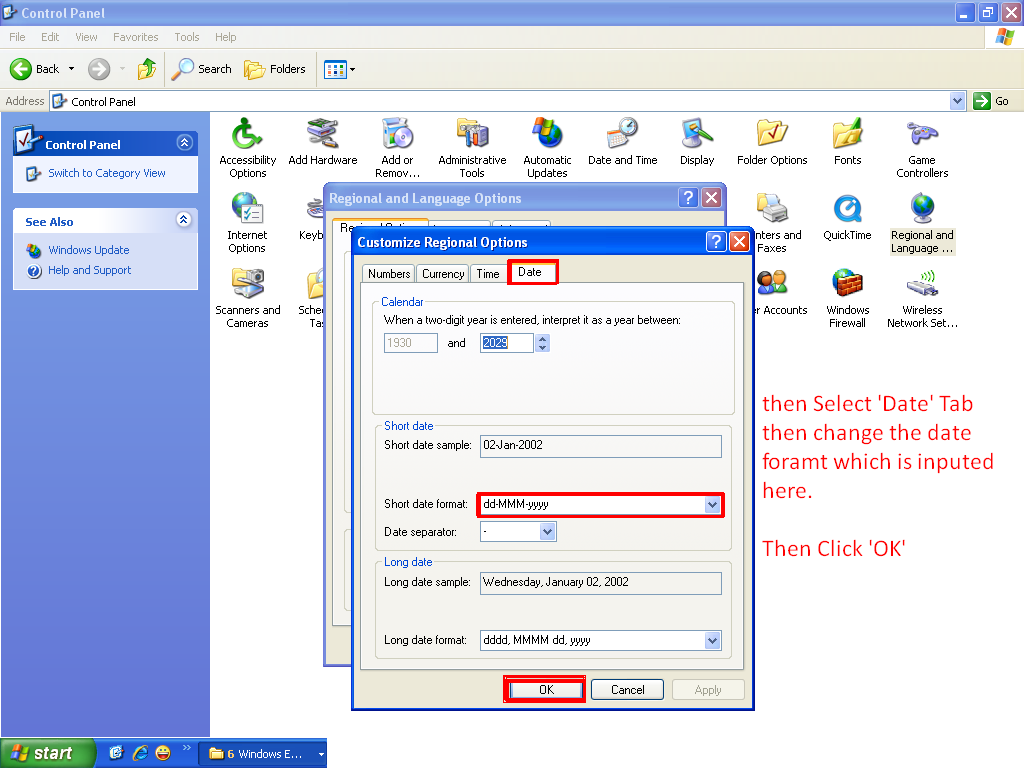 Control Panel
File Edit View Favorites Tools Help
Back Search Folders
Address Control Panel Go
Control Panel
Switch to Category View
See Also
Windows Update
Help and Support
Accessibility Options
Add Hardware
Add or Remov...
Administrative Tools
Automatic Updates
Date and Time
Display
Folder Options
Fonts
Game Controllers
Internet Options
Keyb
nters and Faxes
QuickTime
Regional and Language ...
Scanners and Cameras
Sche
Ta
r Accounts
Windows Firewall
Wireless Network Set...
Regional and Language Options
Customize Regional Options
Numbers Currency Time Date
Calendar
When a two-digit year is entered, interpret it as a year between:
1930 and 2029
Short date
Short date sample: 02-Jan-2002
Short date format: dd-MMM-yyyy
Date separator: -
Long date
Long date sample: Wednesday, January 02, 2002
Long date format: dddd, MMMM dd, yyyy
OK Cancel Apply
then Select 'Date' Tab
then change the date
foramt which is inputed
here.
Then Click 'OK'
start 6 Windows E...